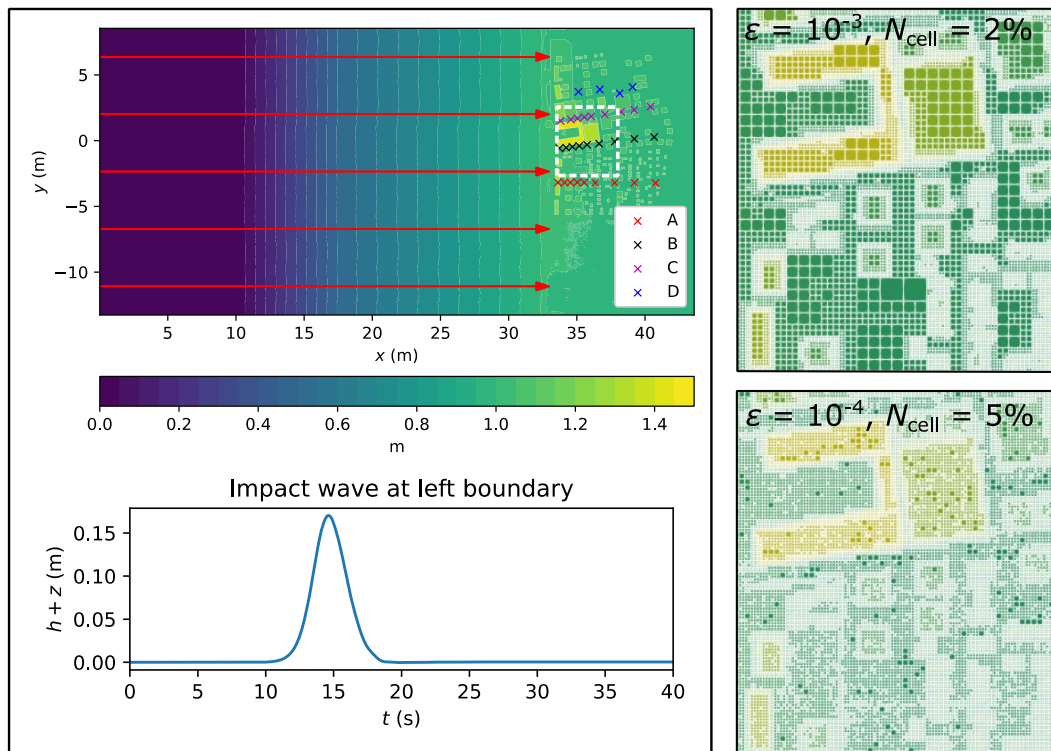 5
0
−5
−10
y (m)
5
10
15
20
25
30
35
40
x (m)
A
B
C
D
0.0
0.2
0.4
0.6
0.8
1.0
1.2
1.4
m
Impact wave at left boundary
0.15
0.10
0.05
0.00
h + z (m)
0
5
10
15
20
25
30
35
40
t (s)
ε = 10⁻³, N_cell = 2%
ε = 10⁻⁴, N_cell = 5%